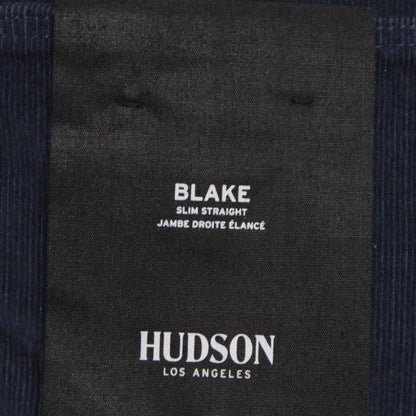 BLAKE
SLIM STRAIGHT
JAMBE DROITE ÉLANCÉ
HUDSON
LOS ANGELES